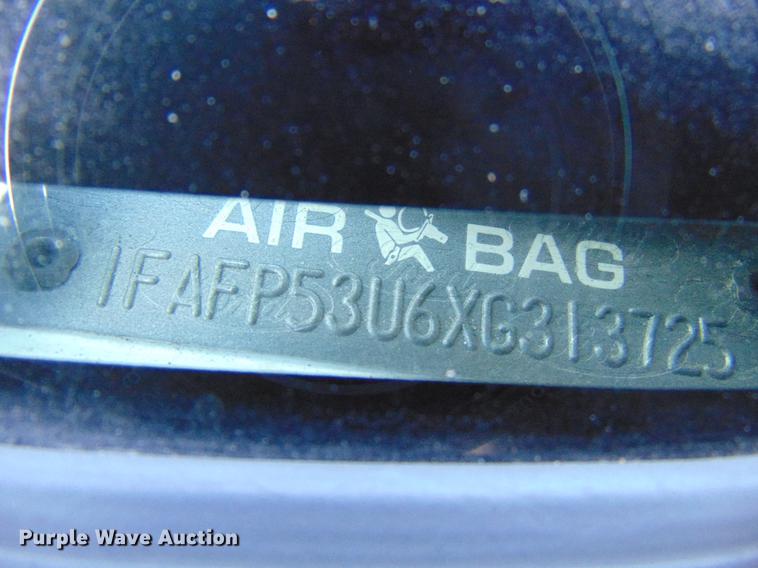 AIR BAG
1FAFP53U6XG313725
Purple Wave Auction